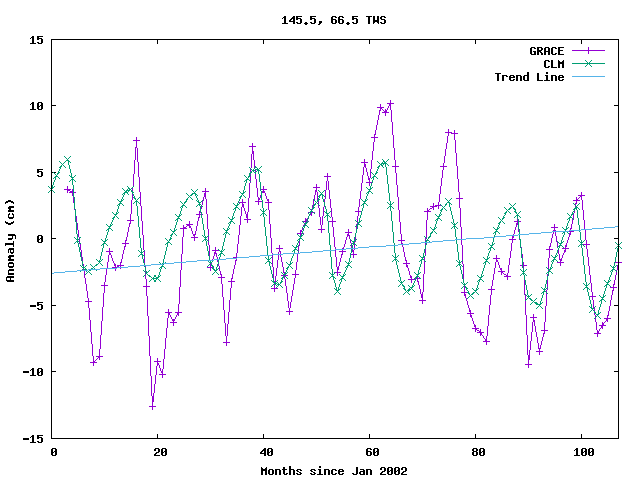 145.5, 66.5 TWS
GRACE
CLM
Trend Line
15
10
5
0
-5
-10
-15
Anomaly (cm)
0 20 40 60 80 100
Months since Jan 2002